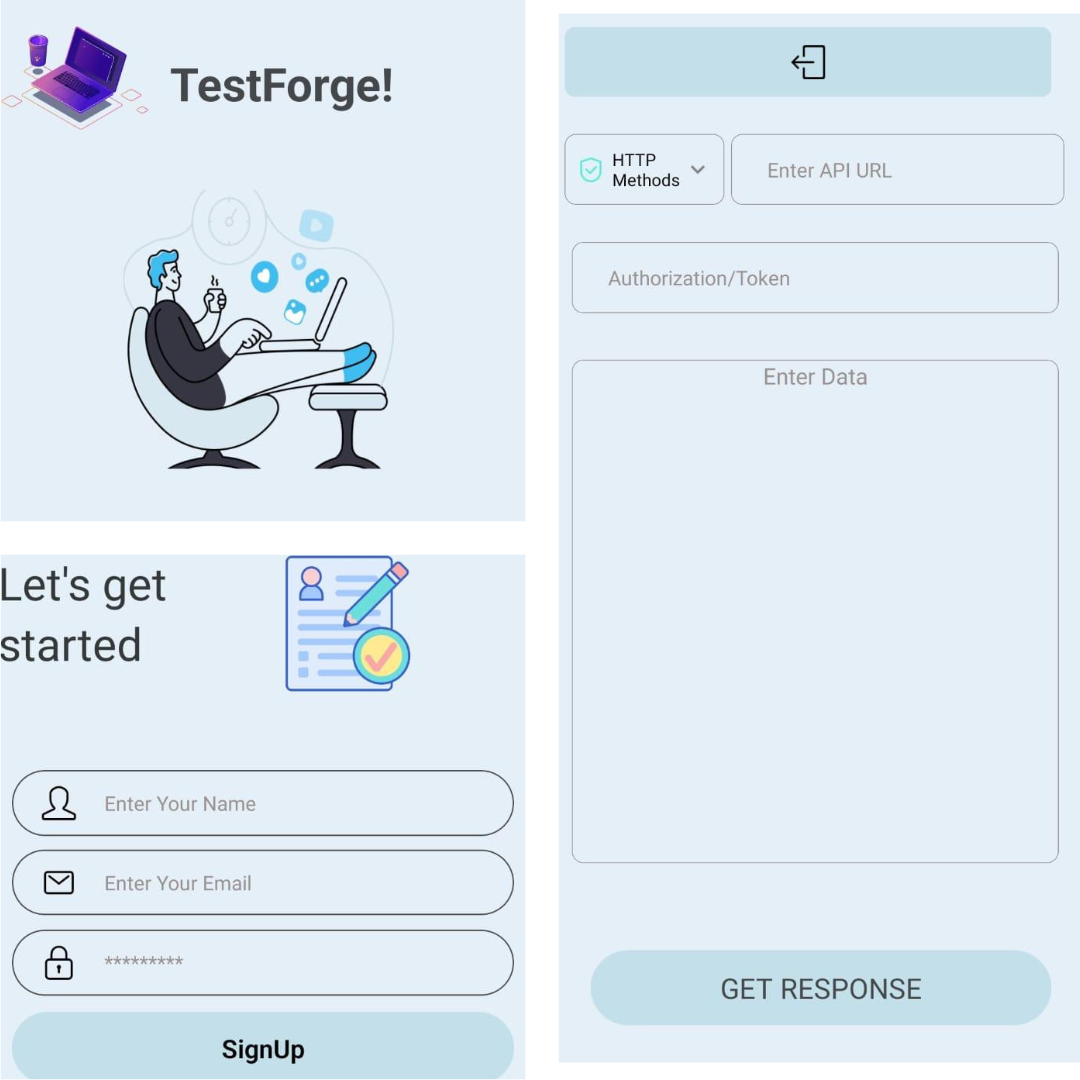 TestForge!
Let's get
started
Enter Your Name
Enter Your Email
*********
SignUp
HTTP
Methods
Enter API URL
Authorization/Token
Enter Data
GET RESPONSE